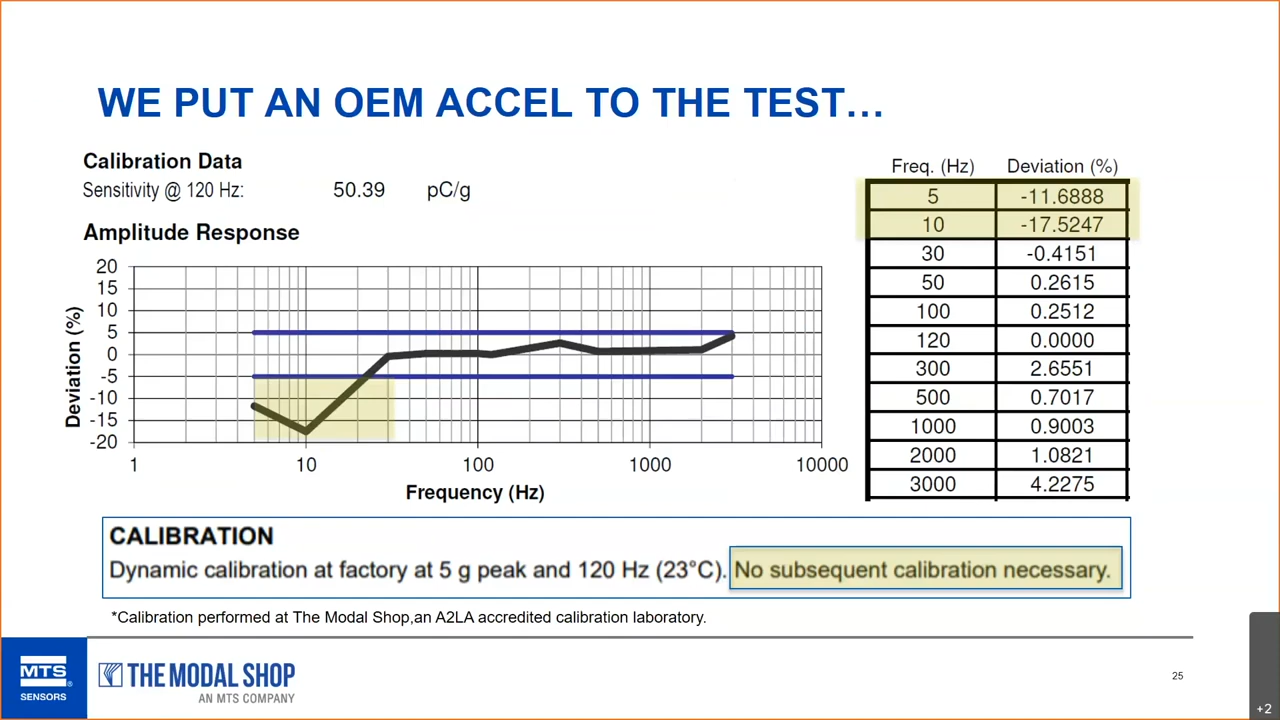 WE PUT AN OEM ACCEL TO THE TEST…
Calibration Data
Sensitivity @ 120 Hz: 50.39 pC/g
Amplitude Response
20
15
10
5
0
-5
-10
-15
-20
Deviation (%)
1 10 100 1000 10000
Frequency (Hz)
Freq. (Hz) Deviation (%)
5 -11.6888
10 -17.5247
30 -0.4151
50 0.2615
100 0.2512
120 0.0000
300 2.6551
500 0.7017
1000 0.9003
2000 1.0821
3000 4.2275
CALIBRATION
Dynamic calibration at factory at 5 g peak and 120 Hz (23°C). No subsequent calibration necessary.
*Calibration performed at The Modal Shop,an A2LA accredited calibration laboratory.
MTS®
SENSORS
THE MODAL SHOP
AN MTS COMPANY
25
+2